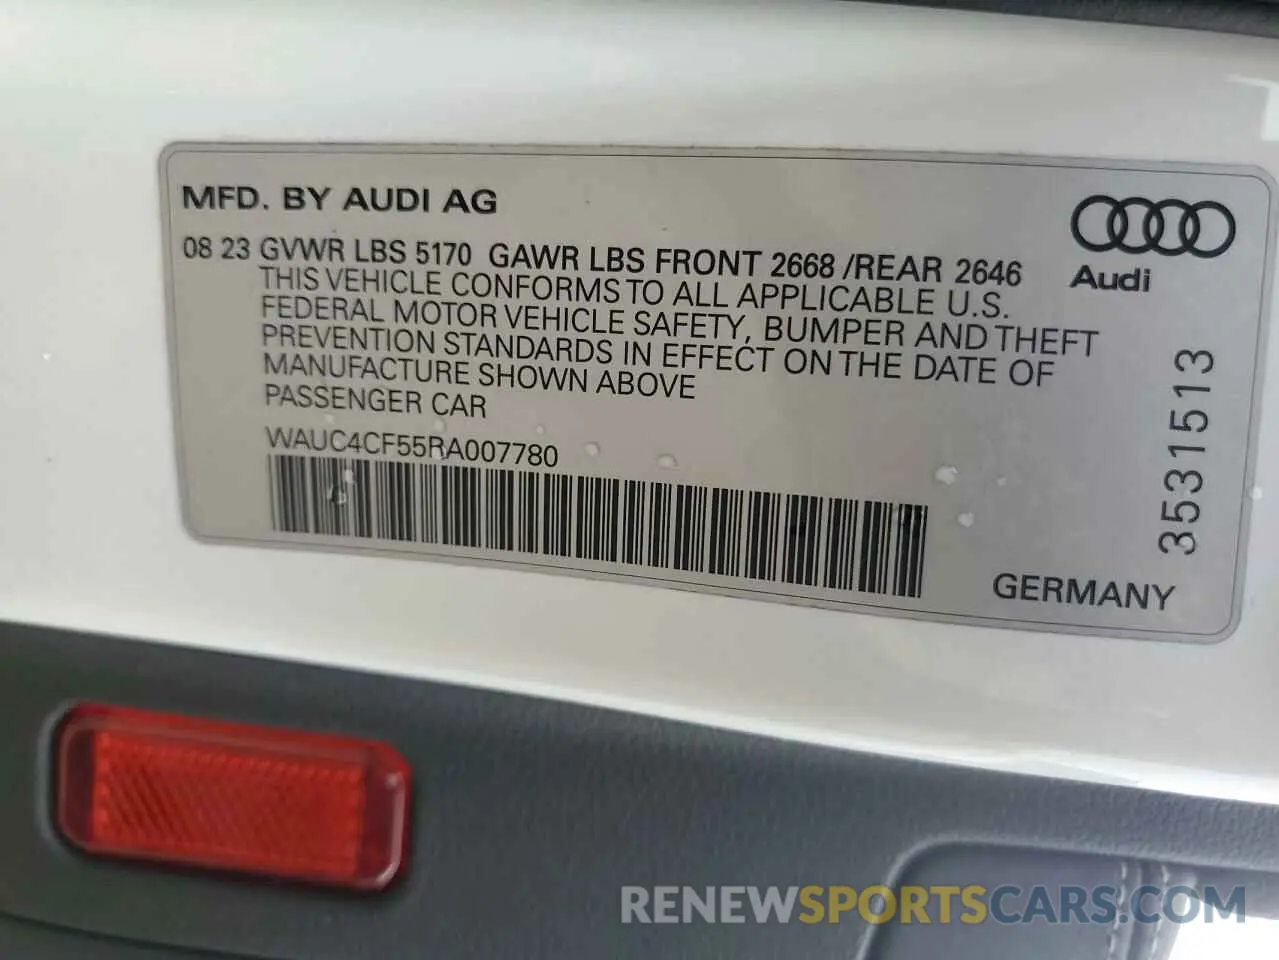 MFD. BY AUDI AG
08 23 GVWR LBS 5170 GAWR LBS FRONT 2668 /REAR 2646
THIS VEHICLE CONFORMS TO ALL APPLICABLE U.S.
FEDERAL MOTOR VEHICLE SAFETY, BUMPER AND THEFT
PREVENTION STANDARDS IN EFFECT ON THE DATE OF
MANUFACTURE SHOWN ABOVE
PASSENGER CAR
WAUC4CF55RA007780
Audi
3531513
GERMANY
RENEWSPORTSCARS.COM